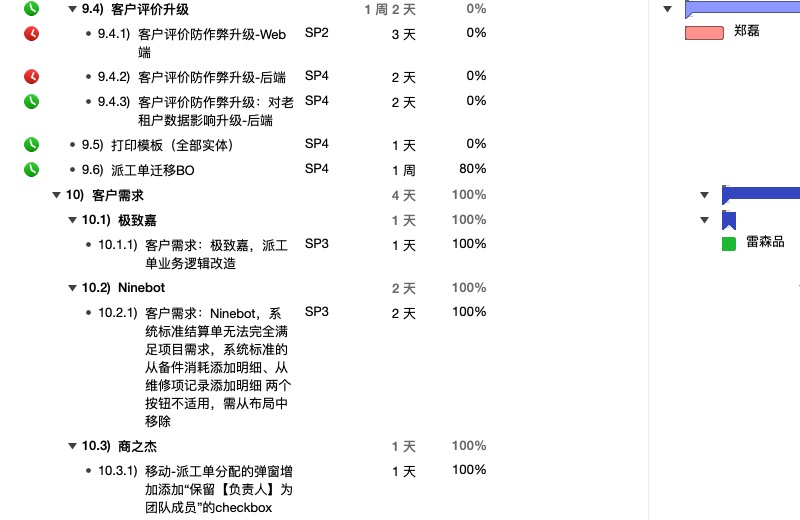 9.4) 客户评价升级 1 周 2 天 0%
9.4.1) 客户评价防作弊升级-Web SP2 3 天 0% 郑磊
端
9.4.2) 客户评价防作弊升级-后端 SP4 2 天 0%
9.4.3) 客户评价防作弊升级：对老 SP4 2 天 0%
租户数据影响升级-后端
9.5) 打印模板（全部实体） SP4 1 天 0%
9.6) 派工单迁移BO SP4 1 周 80%
10) 客户需求 4 天 100%
10.1) 极致嘉 1 天 100%
10.1.1) 客户需求：极致嘉，派工 SP3 1 天 100% 雷森品
单业务逻辑改造
10.2) Ninebot 2 天 100%
10.2.1) 客户需求：Ninebot，系 SP3 2 天 100%
统标准结算单无法完全满
足项目需求，系统标准的
从备件消耗添加明细、从
维修项记录添加明细 两个
按钮不适用，需从布局中
移除
10.3) 商之杰 1 天 100%
10.3.1) 移动-派工单分配的弹窗增 1 天 100%
加添加“保留【负责人】为
团队成员”的checkbox